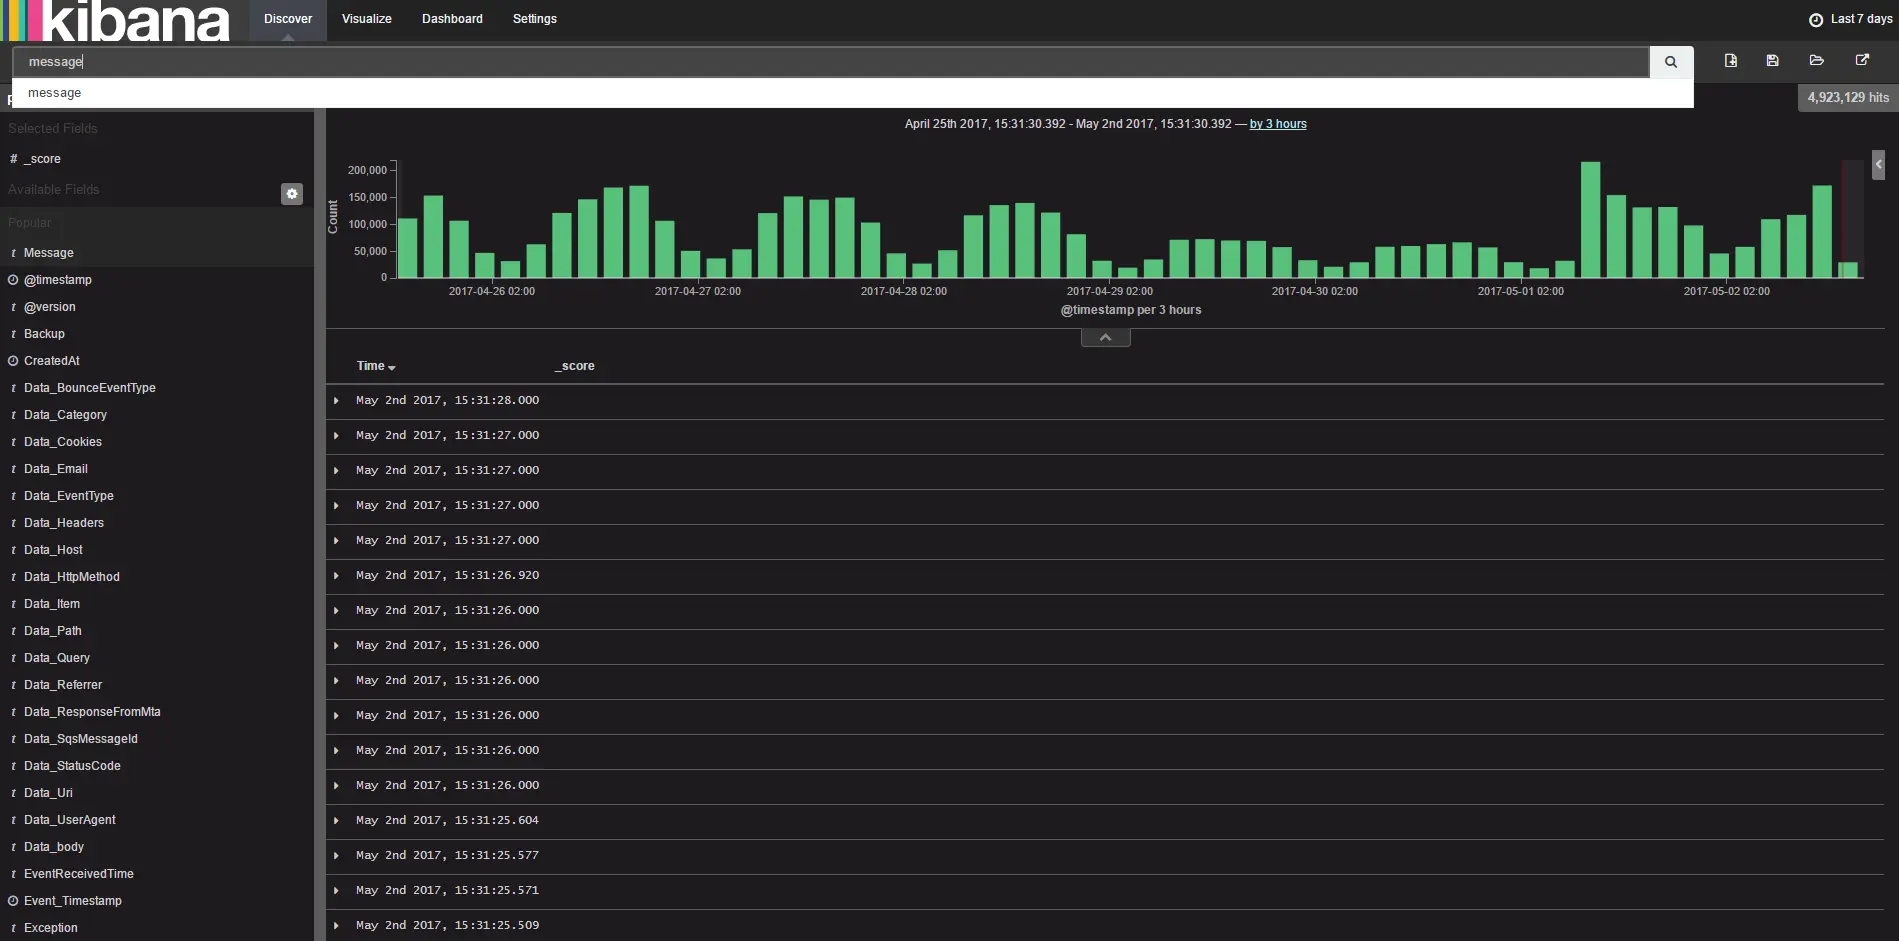 kibana Discover Visualize Dashboard Settings Last 7 days
message
message
4,923,129 hits
Selected Fields
# _score
Available Fields
Popular
t Message
@timestamp
t @version
t Backup
CreatedAt
t Data_BounceEventType
t Data_Category
t Data_Cookies
t Data_Email
t Data_EventType
t Data_Headers
t Data_Host
t Data_HttpMethod
t Data_Item
t Data_Path
t Data_Query
t Data_Referrer
t Data_ResponseFromMta
t Data_SqsMessageId
t Data_StatusCode
t Data_Uri
t Data_UserAgent
t Data_body
t EventReceivedTime
Event_Timestamp
t Exception
April 25th 2017, 15:31:30.392 - May 2nd 2017, 15:31:30.392 — by 3 hours
Count
200,000
150,000
100,000
50,000
0
2017-04-26 02:00 2017-04-27 02:00 2017-04-28 02:00 2017-04-29 02:00 2017-04-30 02:00 2017-05-01 02:00 2017-05-02 02:00
@timestamp per 3 hours
Time _score
May 2nd 2017, 15:31:28.000
May 2nd 2017, 15:31:27.000
May 2nd 2017, 15:31:27.000
May 2nd 2017, 15:31:27.000
May 2nd 2017, 15:31:27.000
May 2nd 2017, 15:31:26.920
May 2nd 2017, 15:31:26.000
May 2nd 2017, 15:31:26.000
May 2nd 2017, 15:31:26.000
May 2nd 2017, 15:31:26.000
May 2nd 2017, 15:31:26.000
May 2nd 2017, 15:31:26.000
May 2nd 2017, 15:31:25.604
May 2nd 2017, 15:31:25.577
May 2nd 2017, 15:31:25.571
May 2nd 2017, 15:31:25.509